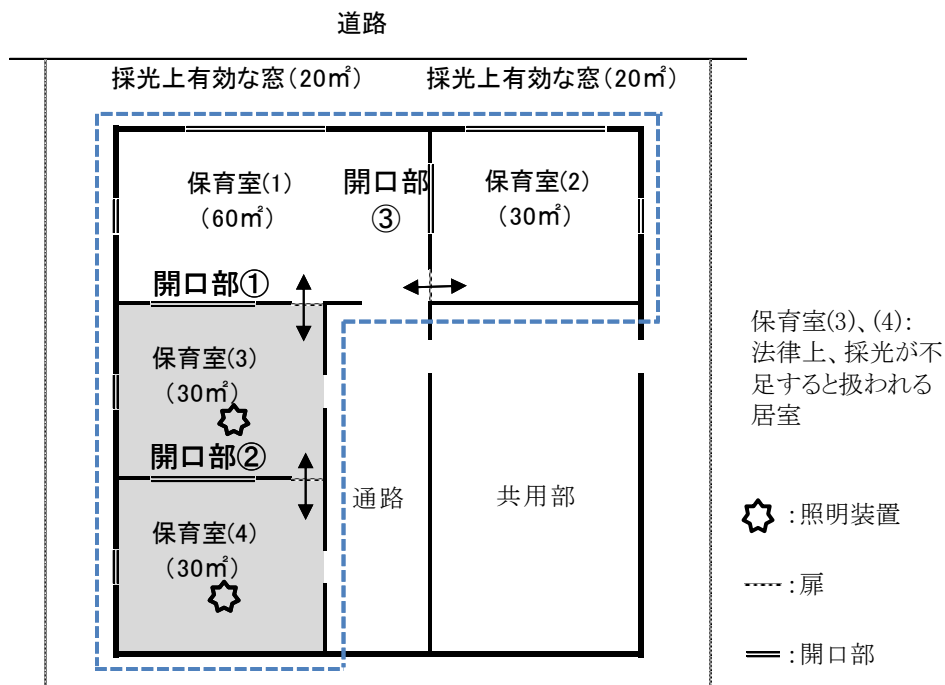 道路
採光上有効な窓（20㎡）
採光上有効な窓（20㎡）
保育室(1)
（60㎡）
開口部
③
保育室(2)
（30㎡）
開口部①
保育室(3)
（30㎡）
開口部②
保育室(4)
（30㎡）
通路
共用部
保育室(3)、(4)：
法律上、採光が不
足すると扱われる
居室
：照明装置
：扉
：開口部